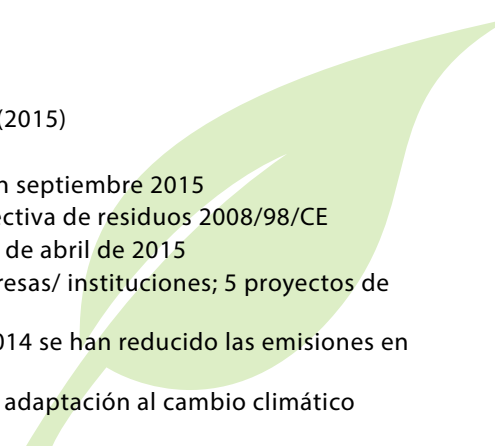 (2015)
n septiembre 2015
ectiva de residuos 2008/98/CE
de abril de 2015
resas/ instituciones; 5 proyectos de
014 se han reducido las emisiones en
adaptación al cambio climático